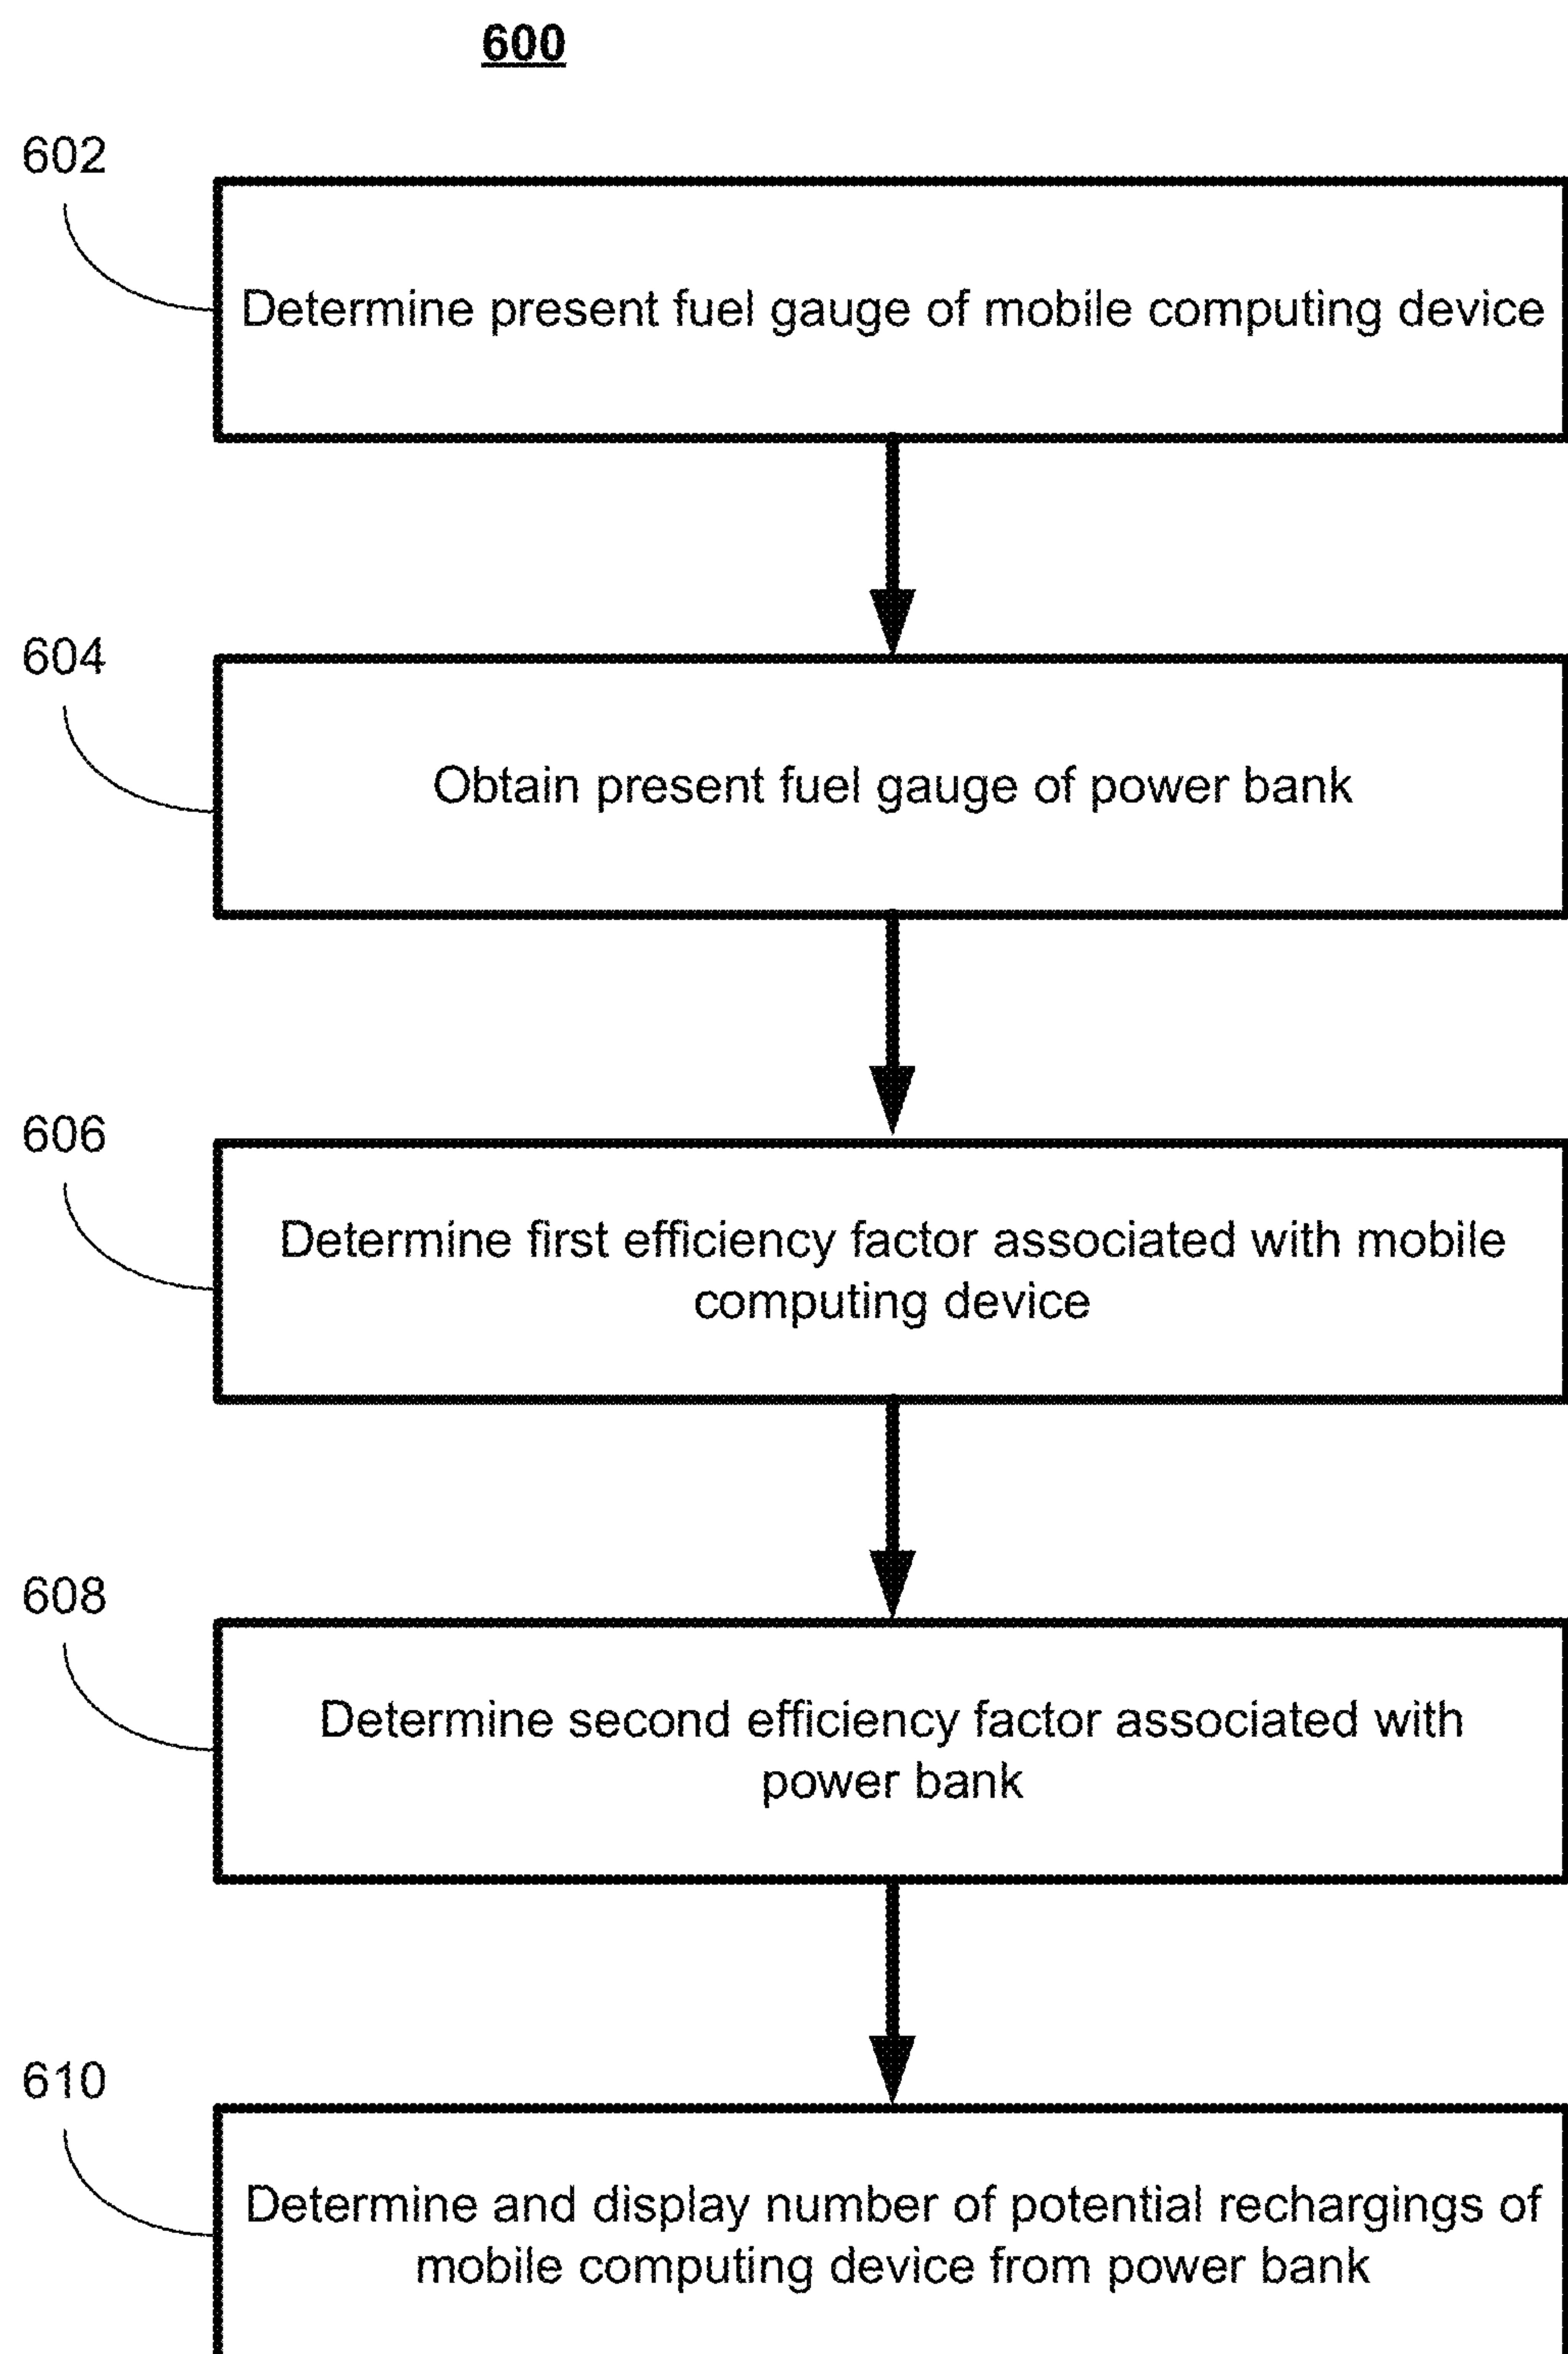 600
602
Determine present fuel gauge of mobile computing device
604
Obtain present fuel gauge of power bank
606
Determine first efficiency factor associated with mobile
computing device
608
Determine second efficiency factor associated with
power bank
610
Determine and display number of potential rechargings of
mobile computing device from power bank